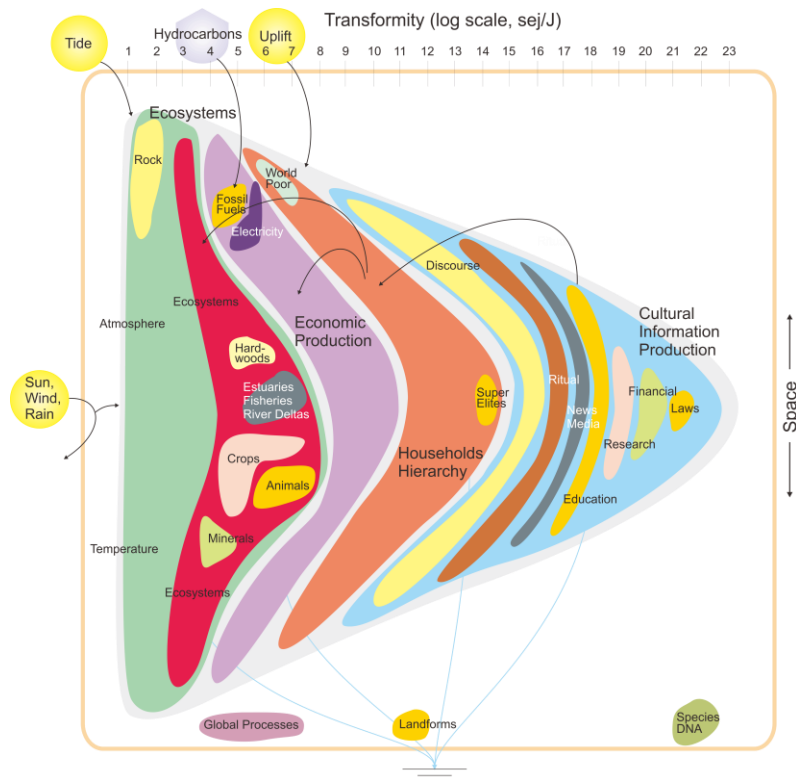 Transformity (log scale, sej/J)
Tide
Hydrocarbons
Uplift
1 2 3 4 5 6 7 8 9 10 11 12 13 14 15 16 17 18 19 20 21 22 23
Ecosystems
Rock
World
Poor
Fossil
Fuels
Electricity
Discourse
Ecosystems
Atmosphere
Economic
Production
Cultural
Information
Production
Hard-
woods
Sun,
Wind,
Rain
Estuaries
Fisheries
River Deltas
Super
Elites
Ritual
News
Media
Financial
Laws
Space
Research
Crops
Households
Hierarchy
Animals
Education
Minerals
Temperature
Ecosystems
Global Processes
Landforms
Species
DNA